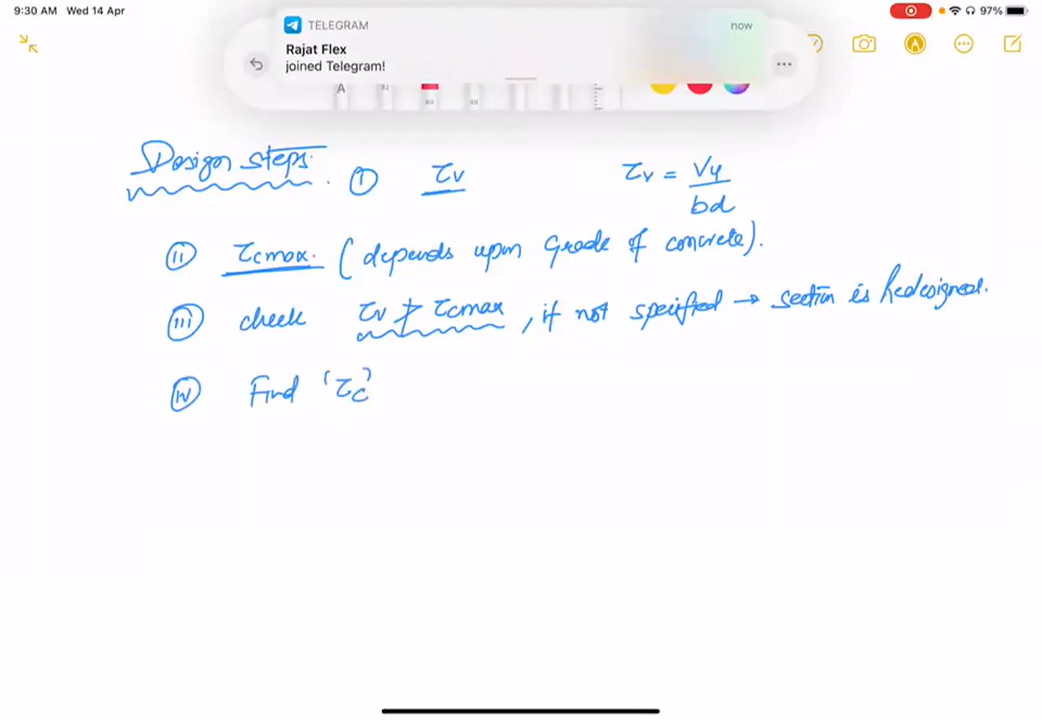 9:30 AM Wed 14 Apr
97%
TELEGRAM
now
Rajat Flex
joined Telegram!
A
Design steps. ① τv τv = Vu / bd
(ii) τcmax. (depends upon Grade of concrete).
(iii) check τv ≯ τcmax, if not specified → section is Redesigned.
(iv) Find 'τc'